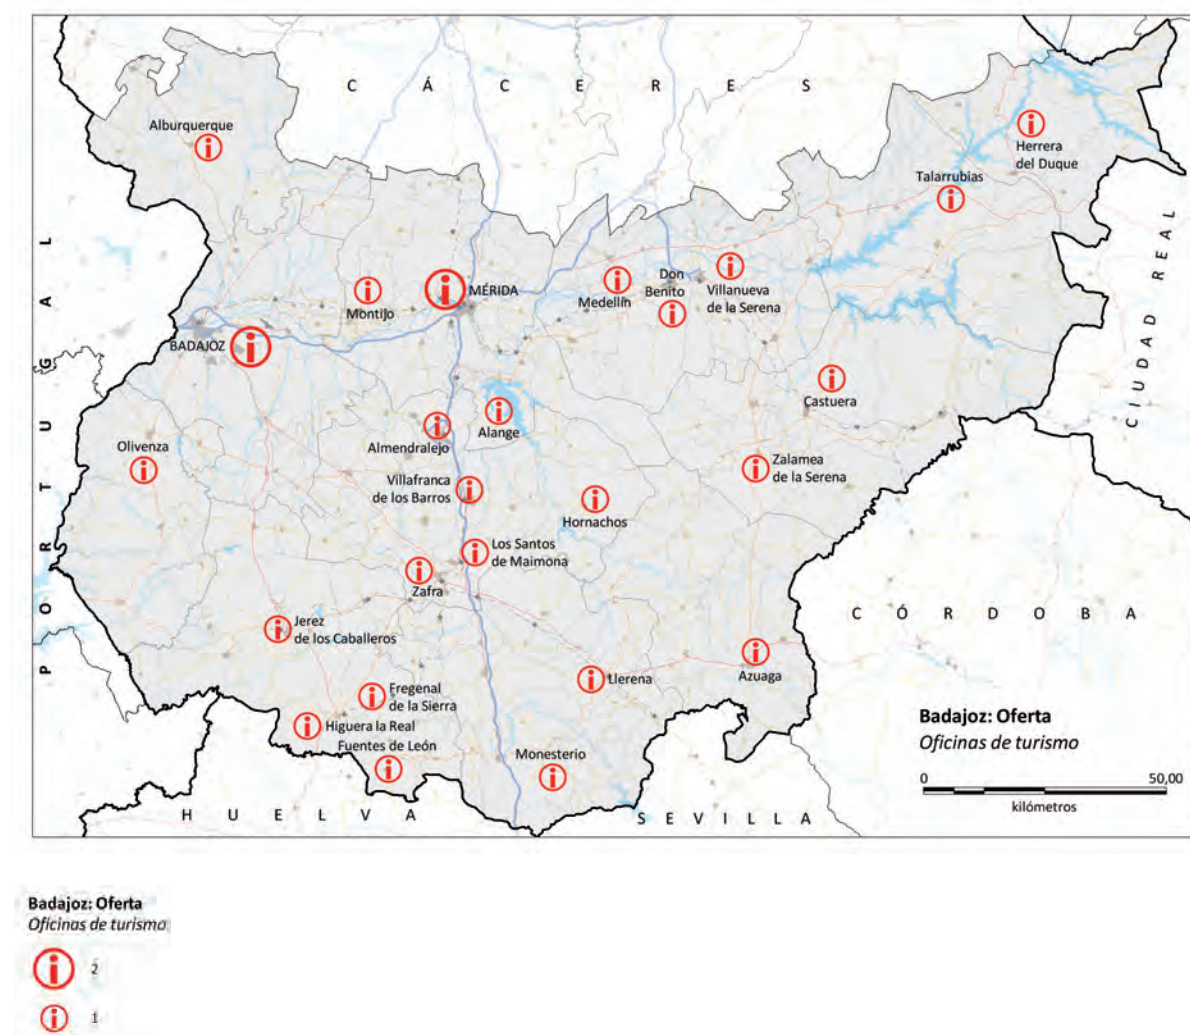 C Á C E R E S
Alburquerque
Herrera
del Duque
Talarrubias
P O R T U G A L
CIUDAD REAL
MÉRIDA
Montijo
Medellín
Don
Benito
Villanueva
de la Serena
BADAJOZ
Castuera
Alange
Almendralejo
Olivenza
Zalamea
de la Serena
Villafranca
de los Barros
Hornachos
Los Santos
de Maimona
Zafra
C Ó R D O B A
Jerez
de los Caballeros
Azuaga
Llerena
Fregenal
de la Sierra
Higuera la Real
Fuentes de León
Monesterio
Badajoz: Oferta
Oficinas de turismo
0 50,00
kilómetros
H U E L V A
S E V I L L A
Badajoz: Oferta
Oficinas de turismo
2
1